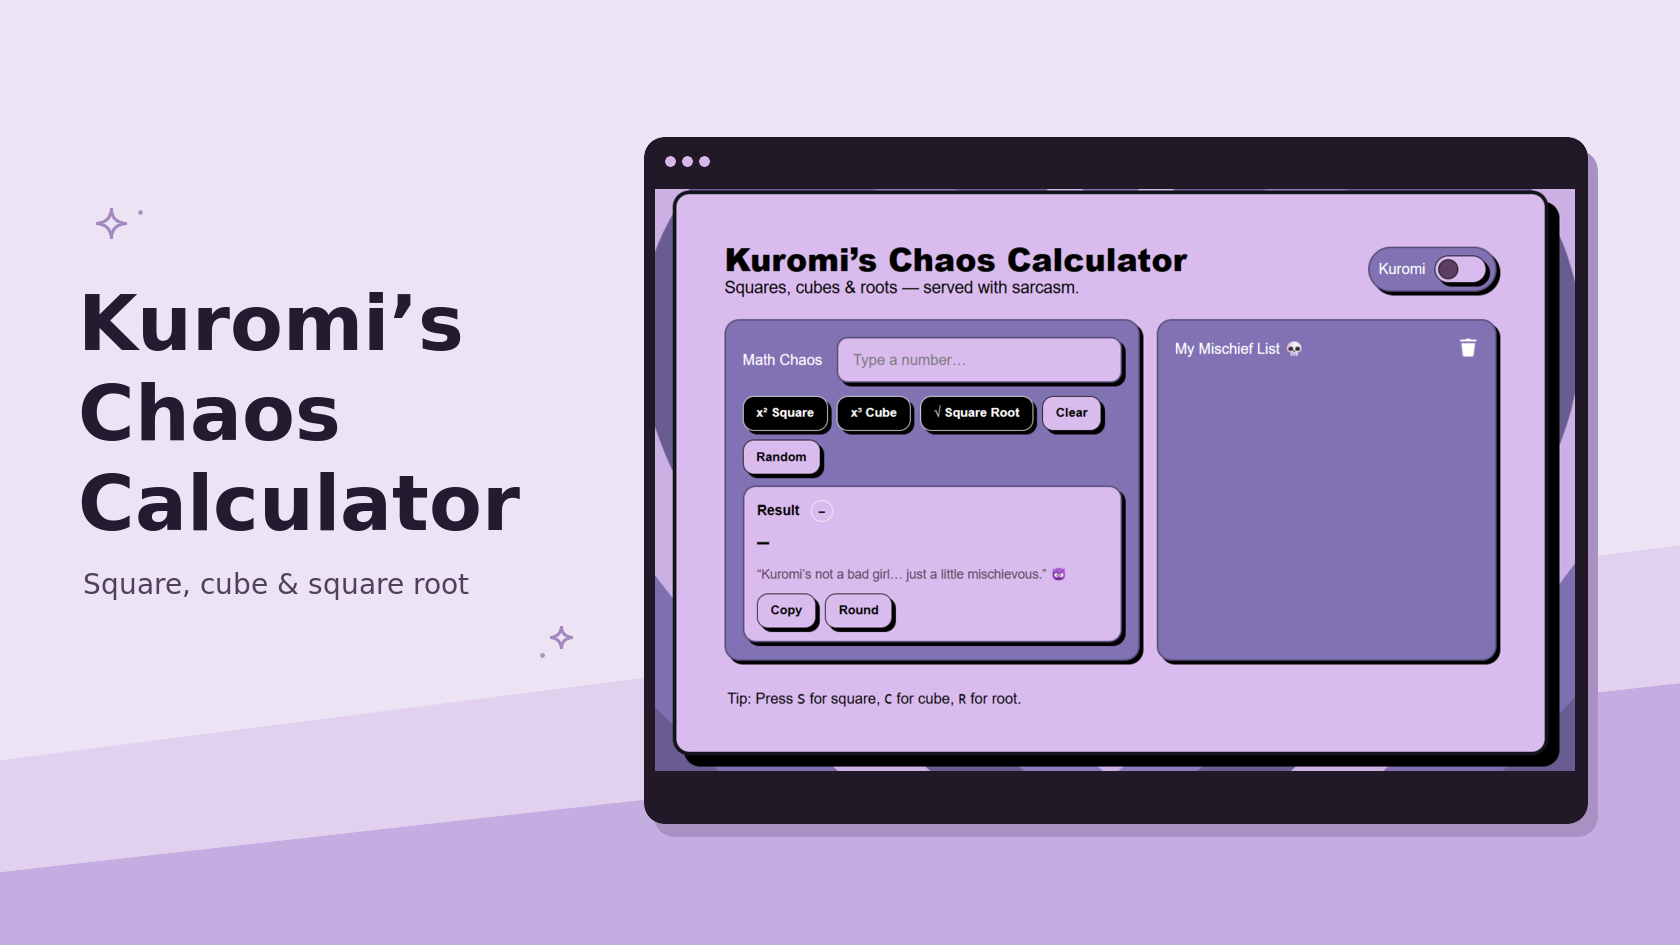 Kuromi’s
Chaos
Calculator
Square, cube & square root
Kuromi’s Chaos Calculator
Squares, cubes & roots — served with sarcasm.
Kuromi
Math Chaos
Type a number…
x² Square
x³ Cube
√ Square Root
Clear
Random
Result –
–
“Kuromi’s not a bad girl… just a little mischievous.” 😈
Copy
Round
My Mischief List 💀
Tip: Press S for square, C for cube, R for root.